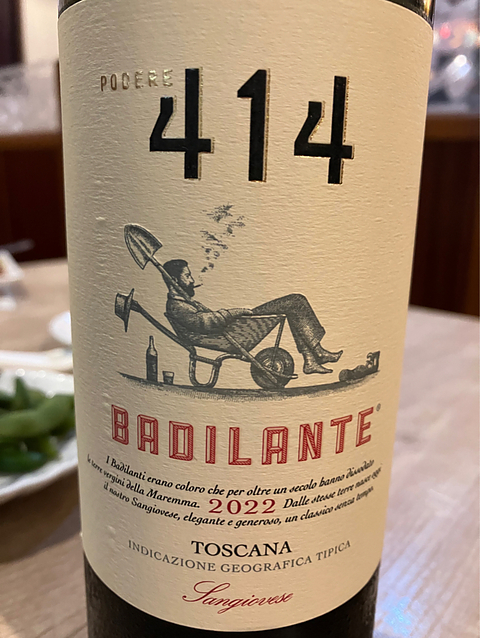 PODERE
414
BADILANTE®
I Badilanti erano coloro che per oltre un secolo hanno dissodato
le terre vergini della Maremma. 2022 Dalle stesse terre nasce oggi
il nostro Sangiovese, elegante e generoso, un classico senza tempo.
TOSCANA
INDICAZIONE GEOGRAFICA TIPICA
Sangiovese